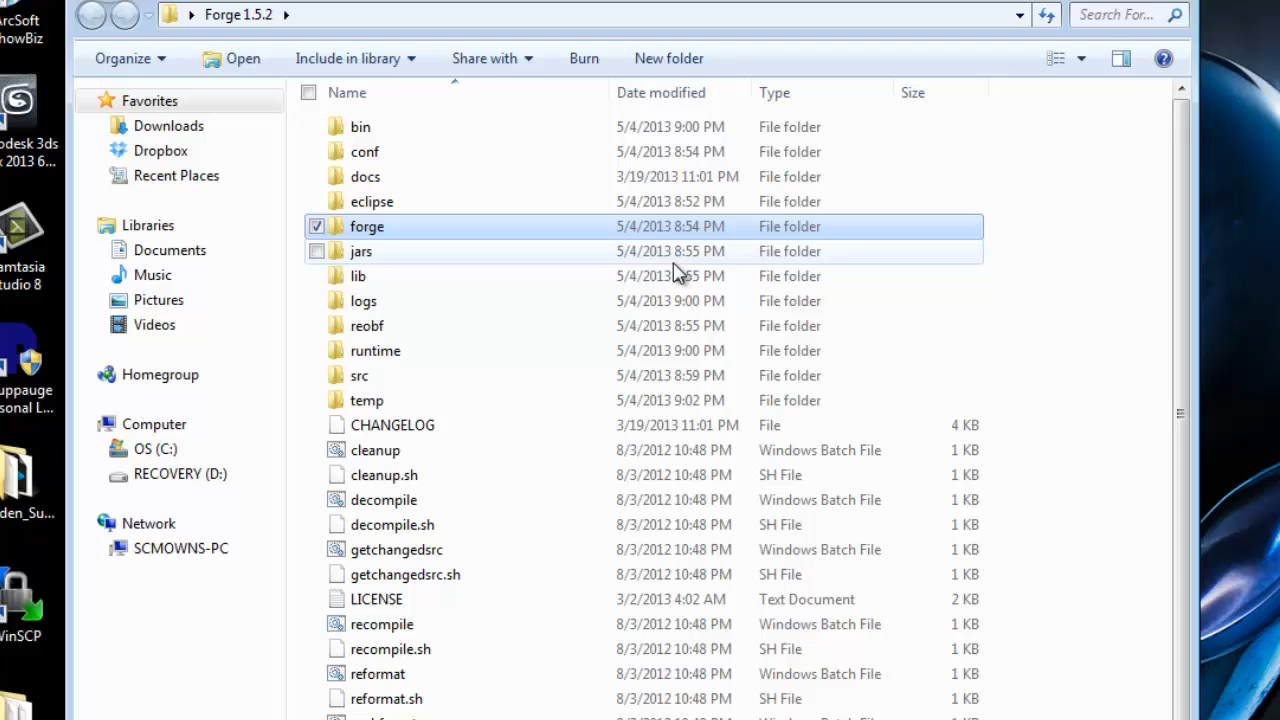 ArcSoft
howBiz
Forge 1.5.2
Search For...
Organize
Open
Include in library
Share with
Burn
New folder
Name
Date modified
Type
Size
Favorites
Downloads
Dropbox
Recent Places
Libraries
Documents
Music
Pictures
Videos
Homegroup
Computer
OS (C:)
RECOVERY (D:)
Network
SCMOWNS-PC
bin 5/4/2013 9:00 PM File folder
conf 5/4/2013 8:54 PM File folder
docs 3/19/2013 11:01 PM File folder
eclipse 5/4/2013 8:52 PM File folder
forge 5/4/2013 8:54 PM File folder
jars 5/4/2013 8:55 PM File folder
lib 5/4/2013 :55 PM File folder
logs 5/4/2013 9:00 PM File folder
reobf 5/4/2013 8:55 PM File folder
runtime 5/4/2013 9:00 PM File folder
src 5/4/2013 8:59 PM File folder
temp 5/4/2013 9:02 PM File folder
CHANGELOG 3/19/2013 11:01 PM File 4 KB
cleanup 8/3/2012 10:48 PM Windows Batch File 1 KB
cleanup.sh 8/3/2012 10:48 PM SH File 1 KB
decompile 8/3/2012 10:48 PM Windows Batch File 1 KB
decompile.sh 8/3/2012 10:48 PM SH File 1 KB
getchangedsrc 8/3/2012 10:48 PM Windows Batch File 1 KB
getchangedsrc.sh 8/3/2012 10:48 PM SH File 1 KB
LICENSE 3/2/2013 4:02 AM Text Document 2 KB
recompile 8/3/2012 10:48 PM Windows Batch File 1 KB
recompile.sh 8/3/2012 10:48 PM SH File 1 KB
reformat 8/3/2012 10:48 PM Windows Batch File 1 KB
reformat.sh 8/3/2012 10:48 PM SH File 1 KB
odesk 3ds
x 2013 6...
amtasia
tudio 8
uppauge
sonal L...
den_Su...
WinSCP